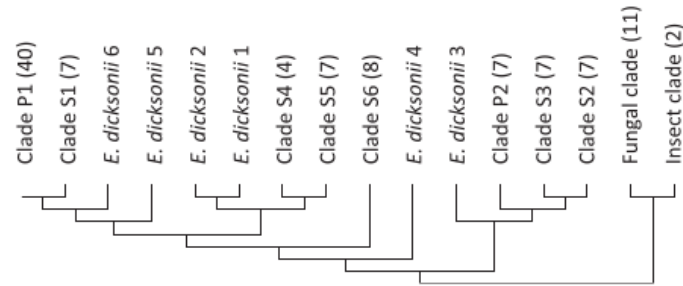 Clade P1 (40)
Clade S1 (7)
E. dicksonii 6
E. dicksonii 5
E. dicksonii 2
E. dicksonii 1
Clade S4 (4)
Clade S5 (7)
Clade S6 (8)
E. dicksonii 4
E. dicksonii 3
Clade P2 (7)
Clade S3 (7)
Clade S2 (7)
Fungal clade (11)
Insect clade (2)